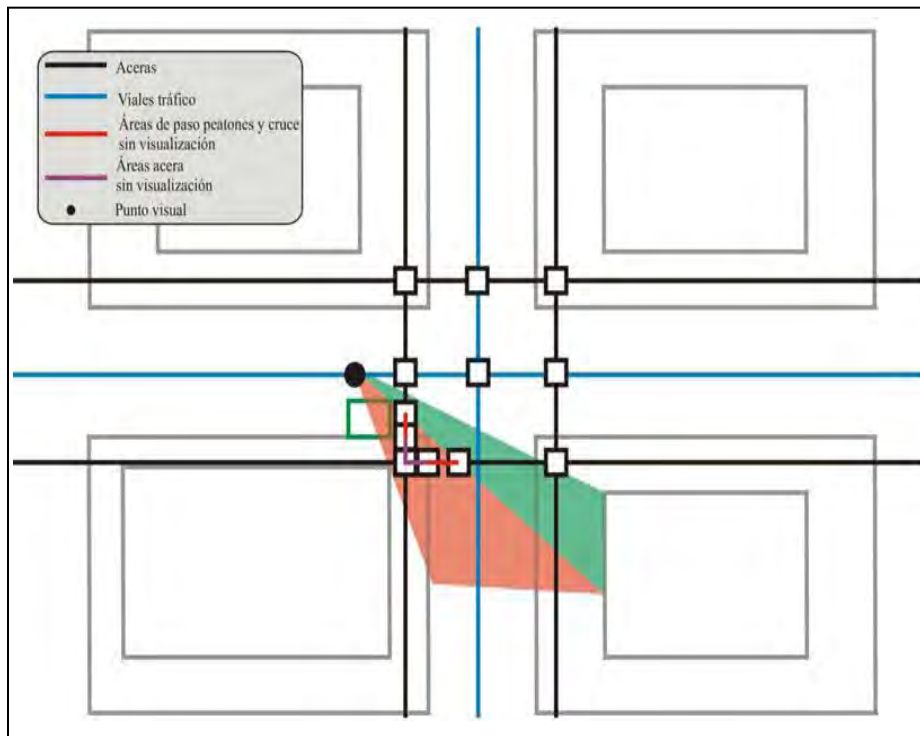 Aceras
Viales tráfico
Áreas de paso peatones y cruce
sin visualización
Áreas acera
sin visualización
Punto visual